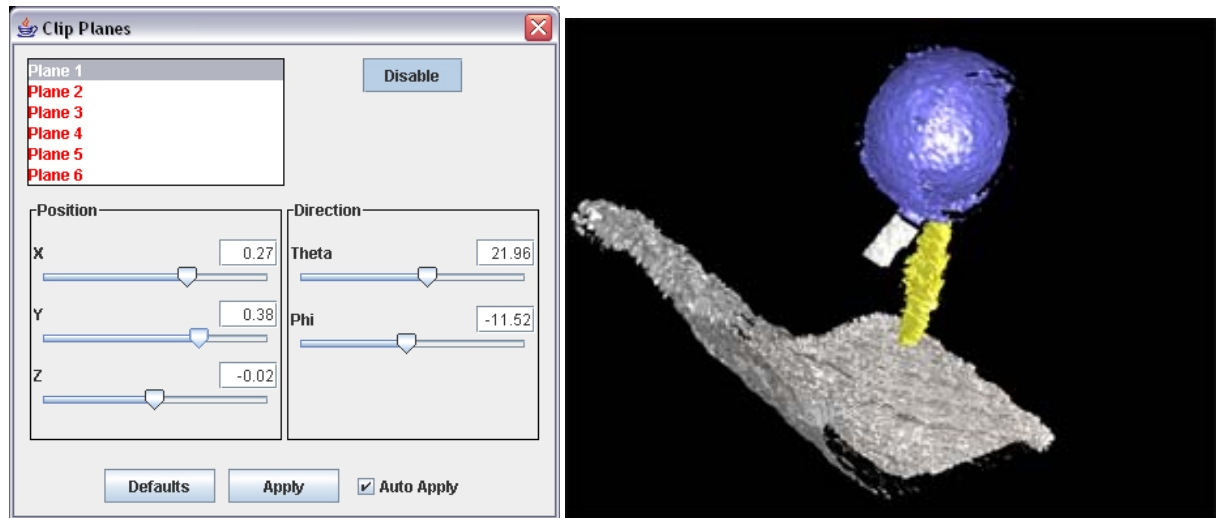 Clip Planes
Plane 1
Plane 2
Plane 3
Plane 4
Plane 5
Plane 6
Disable
Position
X 0.27
Y 0.38
Z -0.02
Direction
Theta 21.96
Phi -11.52
Defaults Apply Auto Apply